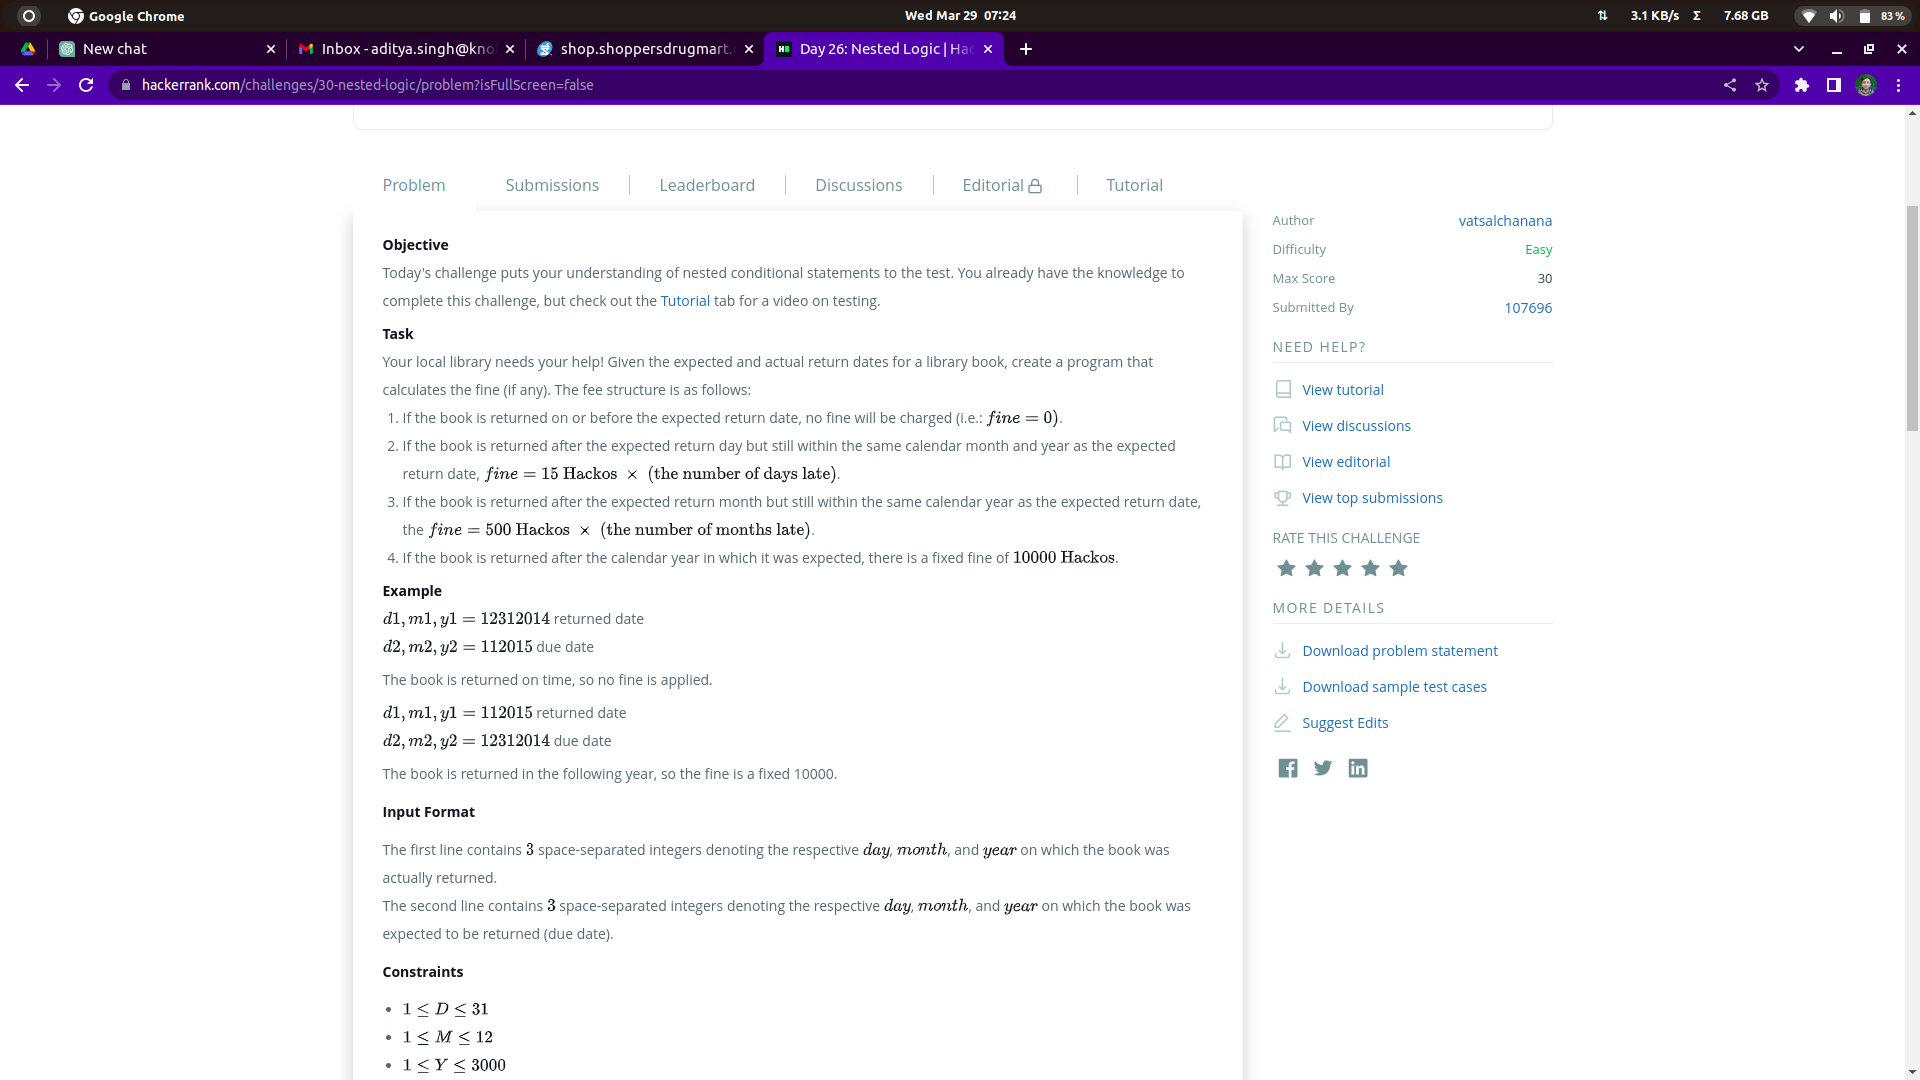 Google Chrome
Wed Mar 29 07:24
3.1 KB/s Σ 7.68 GB
83 %
New chat
Inbox - aditya.singh@kno
shop.shoppersdrugmart.
Day 26: Nested Logic | Ha
hackerrank.com/challenges/30-nested-logic/problem?isFullScreen=false
Problem
Submissions
Leaderboard
Discussions
Editorial
Tutorial
Objective
Today's challenge puts your understanding of nested conditional statements to the test. You already have the knowledge to
complete this challenge, but check out the Tutorial tab for a video on testing.
Task
Your local library needs your help! Given the expected and actual return dates for a library book, create a program that
calculates the fine (if any). The fee structure is as follows:
1. If the book is returned on or before the expected return date, no fine will be charged (i.e.: fine = 0).
2. If the book is returned after the expected return day but still within the same calendar month and year as the expected
return date, fine = 15 Hackos × (the number of days late).
3. If the book is returned after the expected return month but still within the same calendar year as the expected return date,
the fine = 500 Hackos × (the number of months late).
4. If the book is returned after the calendar year in which it was expected, there is a fixed fine of 10000 Hackos.
Example
d1, m1, y1 = 12312014 returned date
d2, m2, y2 = 112015 due date
The book is returned on time, so no fine is applied.
d1, m1, y1 = 112015 returned date
d2, m2, y2 = 12312014 due date
The book is returned in the following year, so the fine is a fixed 10000.
Input Format
The first line contains 3 space-separated integers denoting the respective day, month, and year on which the book was
actually returned.
The second line contains 3 space-separated integers denoting the respective day, month, and year on which the book was
expected to be returned (due date).
Constraints
• 1 ≤ D ≤ 31
• 1 ≤ M ≤ 12
• 1 ≤ Y ≤ 3000
Author vatsalchanana
Difficulty Easy
Max Score 30
Submitted By 107696
NEED HELP?
View tutorial
View discussions
View editorial
View top submissions
RATE THIS CHALLENGE
MORE DETAILS
Download problem statement
Download sample test cases
Suggest Edits